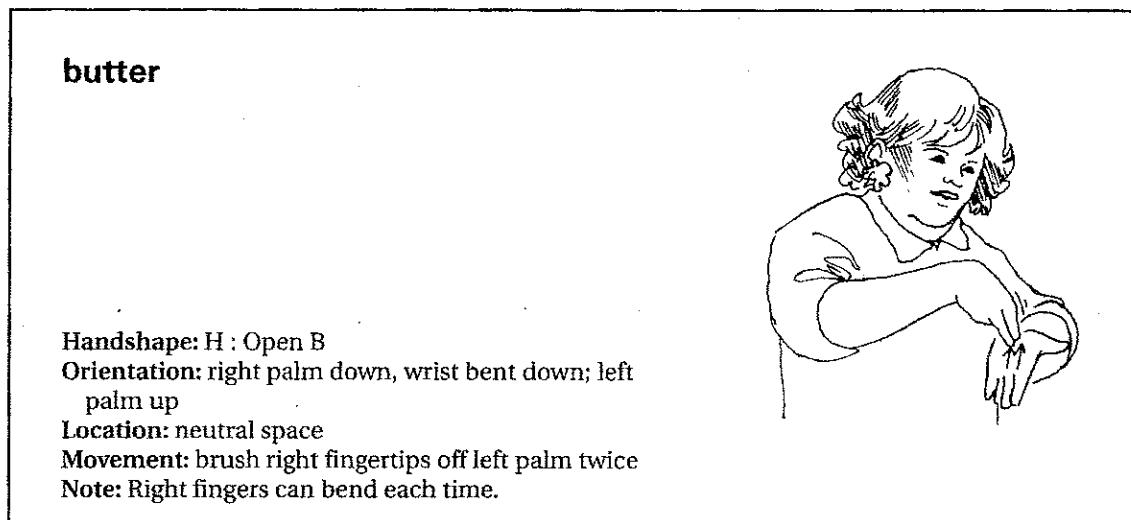 butter
Handshape: H : Open B
Orientation: right palm down, wrist bent down; left
palm up
Location: neutral space
Movement: brush right fingertips off left palm twice
Note: Right fingers can bend each time.